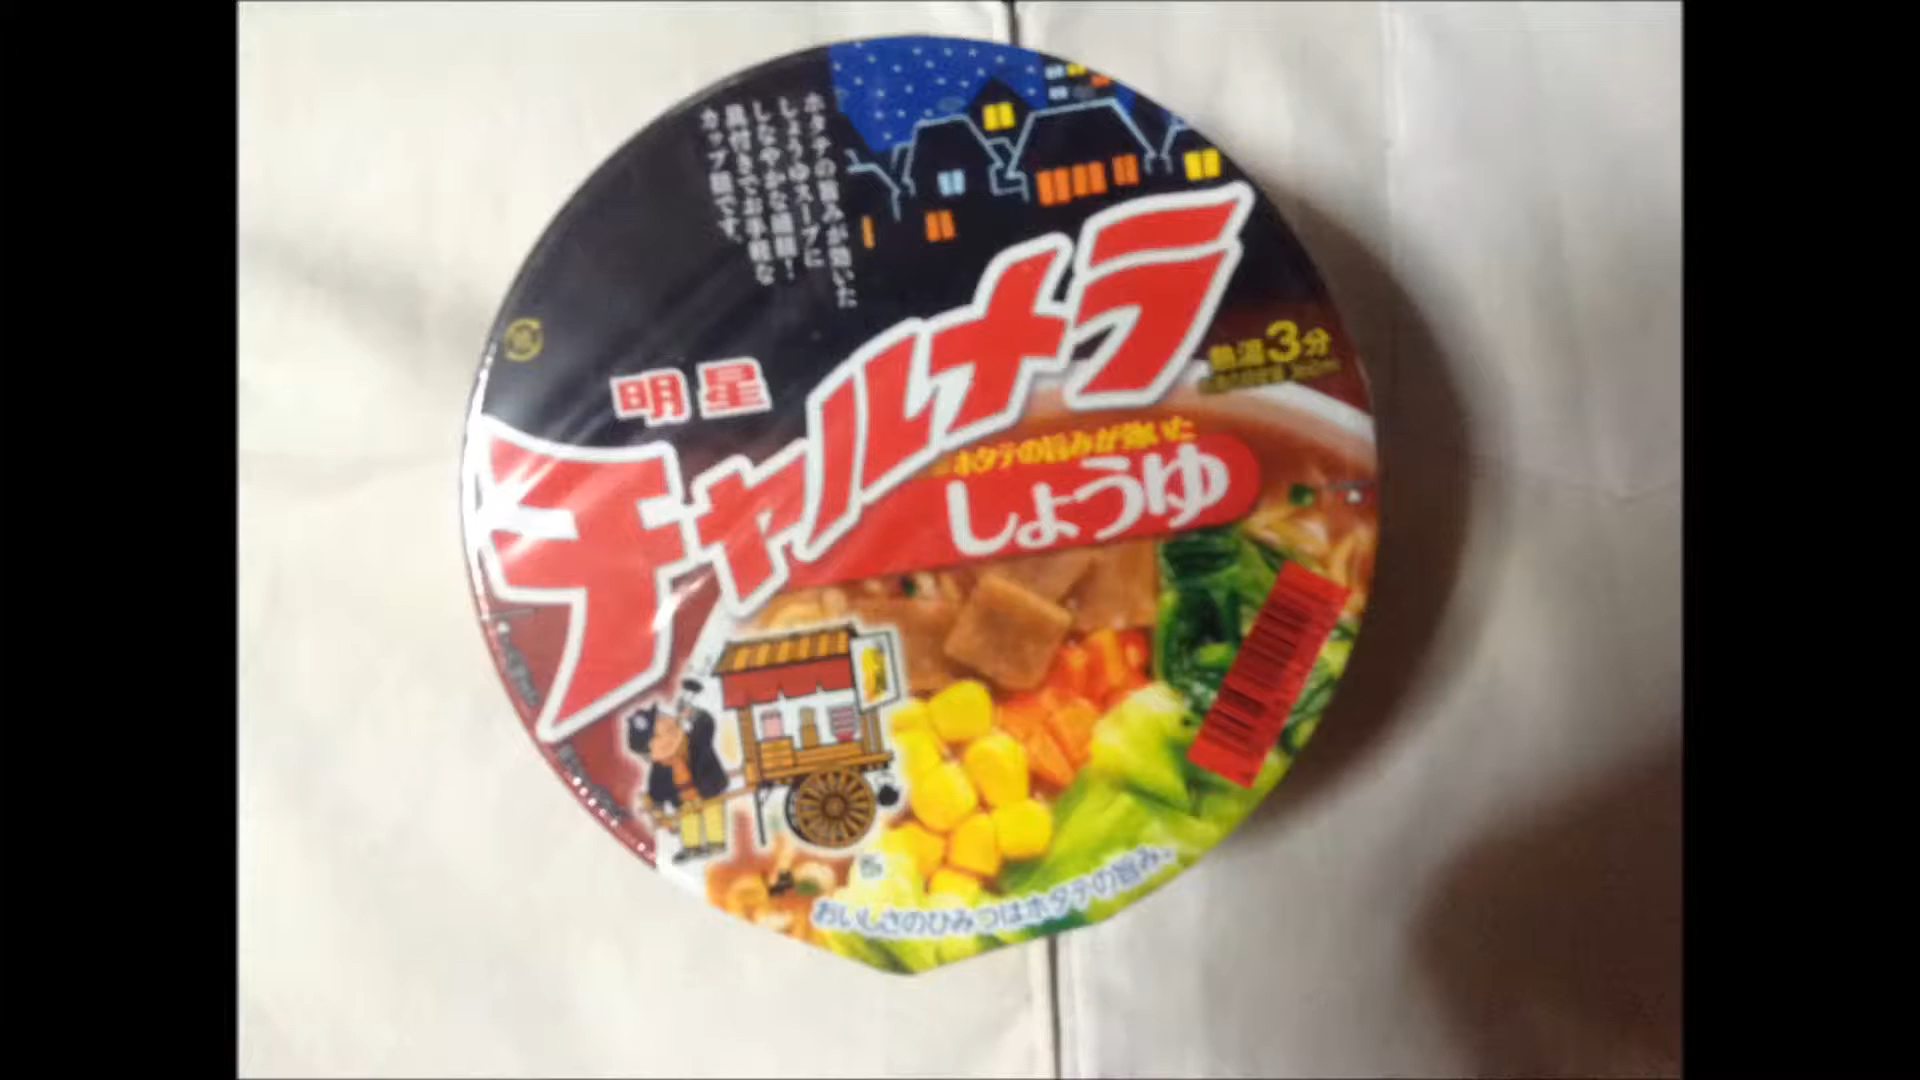 ホタテの旨みが効いた
しょうゆスープに
しなやかな麺！
具付きでお手軽な
カップ麺です。
明星
チャルメラ
熱湯3分
ホタテの旨みが効いた
しょうゆ
おいしさのひみつはホタテの旨み。